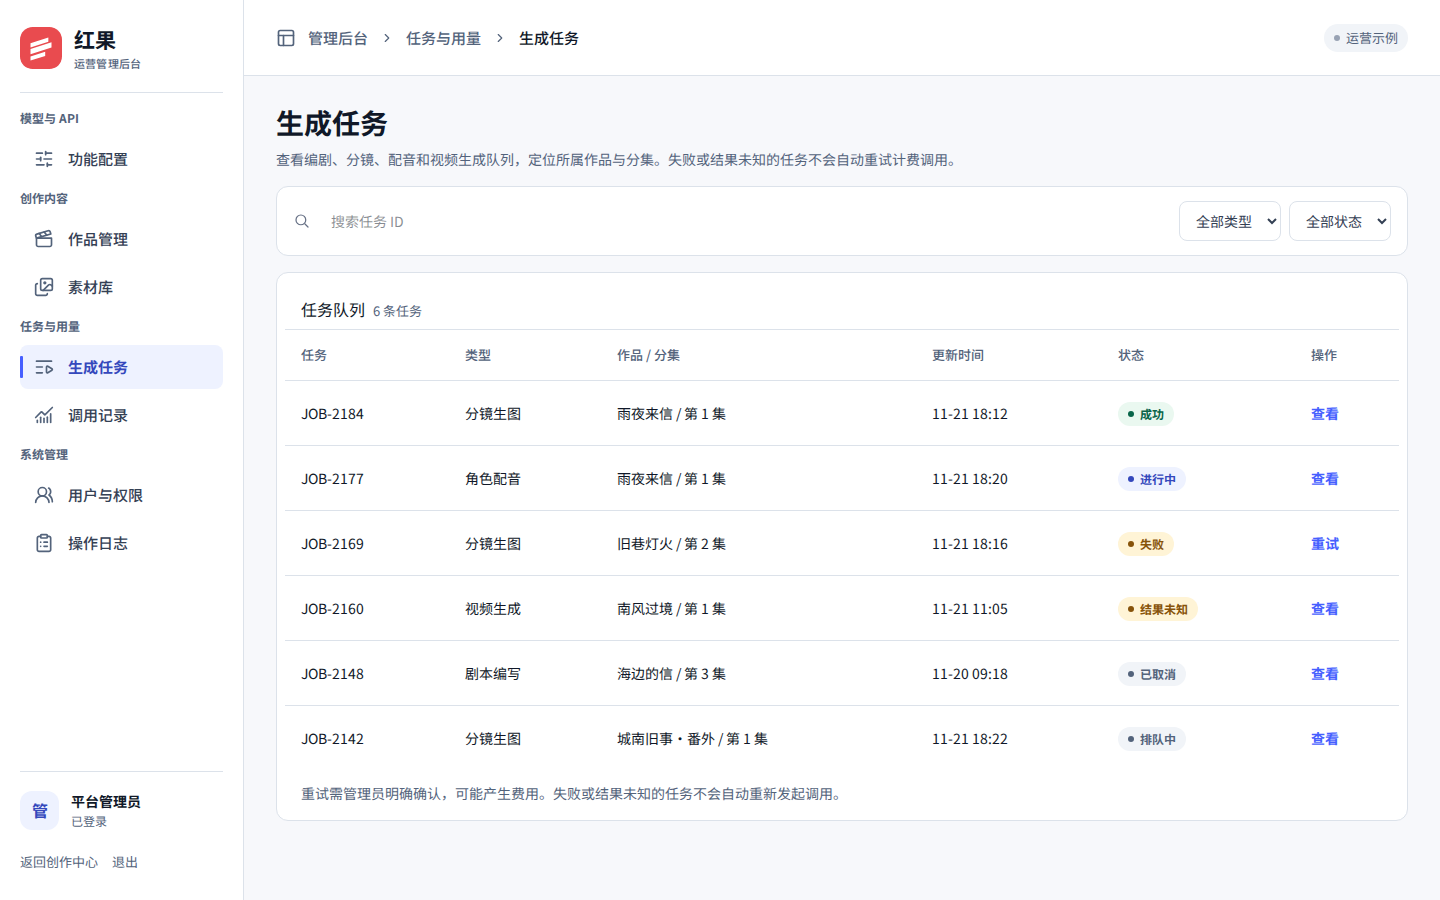 红果
运营管理后台
模型与 API
功能配置
创作内容
作品管理
素材库
任务与用量
生成任务
调用记录
系统管理
用户与权限
操作日志
管
平台管理员
已登录
返回创作中心 退出
管理后台 > 任务与用量 > 生成任务
运营示例
生成任务
查看编剧、分镜、配音和视频生成队列，定位所属作品与分集。失败或结果未知的任务不会自动重试计费调用。
搜索任务 ID
全部类型
全部状态
任务队列 6 条任务
任务 类型 作品 / 分集 更新时间 状态 操作
JOB-2184 分镜生图 雨夜来信 / 第 1 集 11-21 18:12 成功 查看
JOB-2177 角色配音 雨夜来信 / 第 1 集 11-21 18:20 进行中 查看
JOB-2169 分镜生图 旧巷灯火 / 第 2 集 11-21 18:16 失败 重试
JOB-2160 视频生成 南风过境 / 第 1 集 11-21 11:05 结果未知 查看
JOB-2148 剧本编写 海边的信 / 第 3 集 11-20 09:18 已取消 查看
JOB-2142 分镜生图 城南旧事・番外 / 第 1 集 11-21 18:22 排队中 查看
重试需管理员明确确认，可能产生费用。失败或结果未知的任务不会自动重新发起调用。